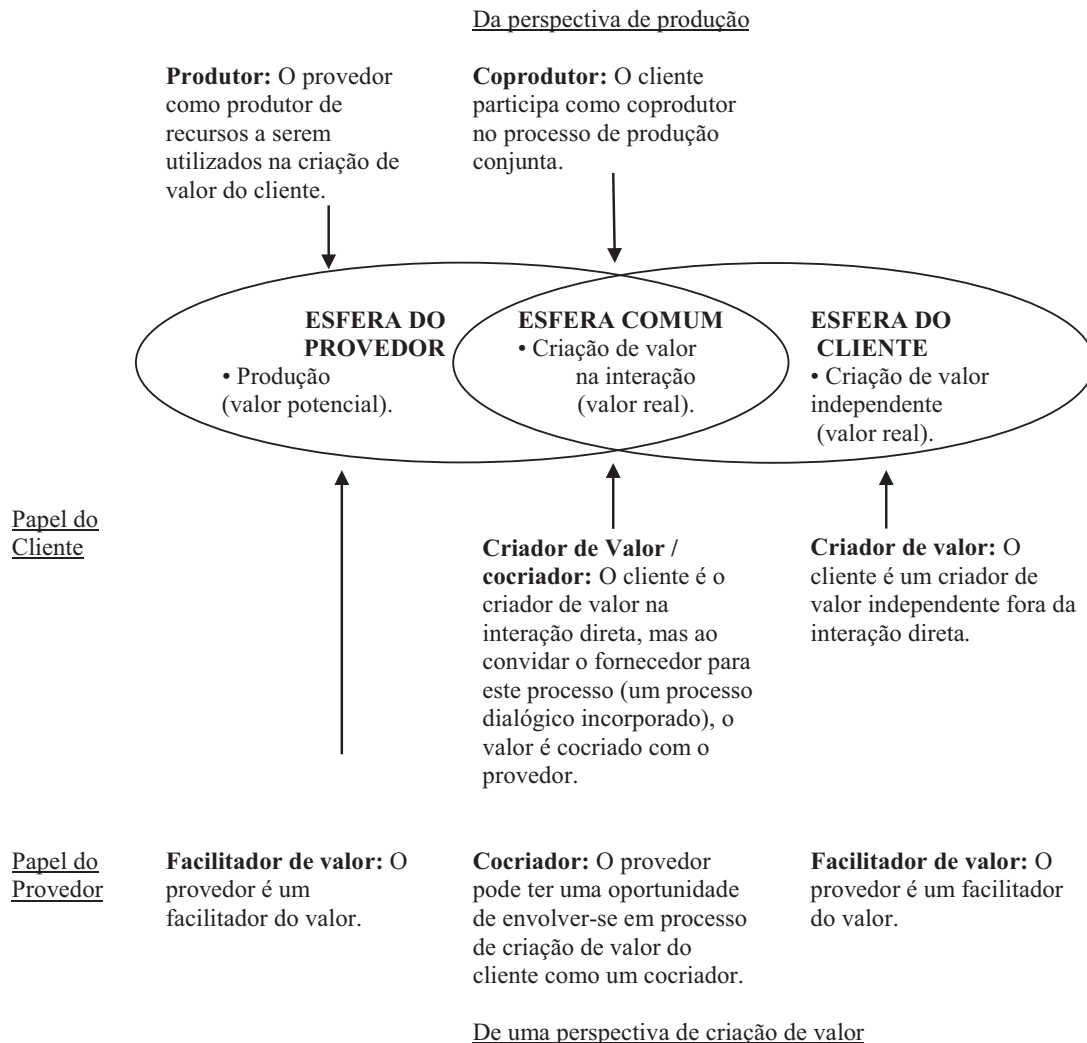 Da perspectiva de produção
Produtor: O provedor
como produtor de
recursos a serem
utilizados na criação de
valor do cliente.
Coprodutor: O cliente
participa como coprodutor
no processo de produção
conjunta.
ESFERA DO
PROVEDOR
• Produção
(valor potencial).
ESFERA COMUM
• Criação de valor
na interação
(valor real).
ESFERA DO
CLIENTE
• Criação de valor
independente
(valor real).
Papel do
Cliente
Criador de Valor /
cocriador: O cliente é o
criador de valor na
interação direta, mas ao
convidar o fornecedor para
este processo (um processo
dialógico incorporado), o
valor é cocriado com o
provedor.
Criador de valor: O
cliente é um criador de
valor independente fora da
interação direta.
Papel do
Provedor
Facilitador de valor: O
provedor é um
facilitador do valor.
Cocriador: O provedor
pode ter uma oportunidade
de envolver-se em processo
de criação de valor do
cliente como um cocriador.
Facilitador de valor: O
provedor é um facilitador
do valor.
De uma perspectiva de criação de valor